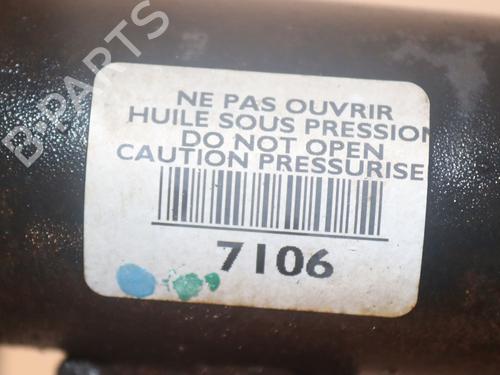 B-PARTS
NE PAS OUVRIR
HUILE SOUS PRESSION
DO NOT OPEN
CAUTION PRESSURISE
7106